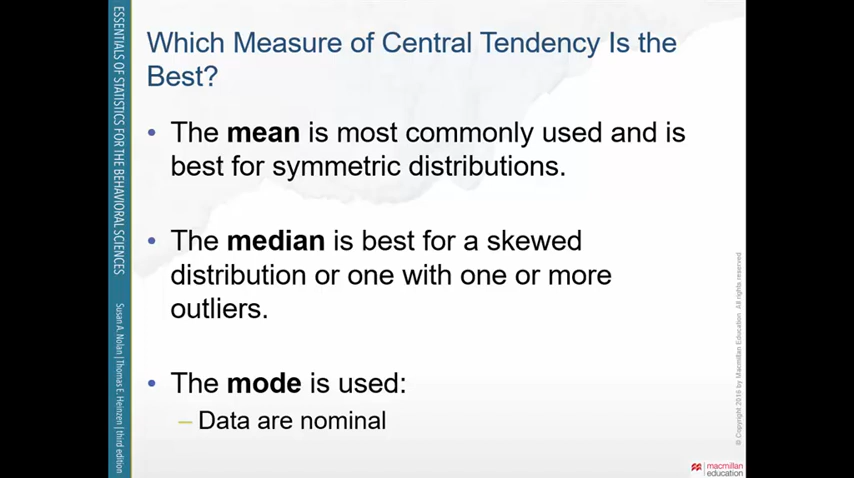 Which Measure of Central Tendency Is the
Best?
• The mean is most commonly used and is
best for symmetric distributions.
• The median is best for a skewed
distribution or one with one or more
outliers.
• The mode is used:
– Data are nominal
ESSENTIALS OF STATISTICS FOR THE BEHAVIORAL SCIENCES
Susan A. Nolan | Thomas E. Heinzen | third edition
© Copyright 2016 by Macmillan Education All rights reserved
macmillan
education